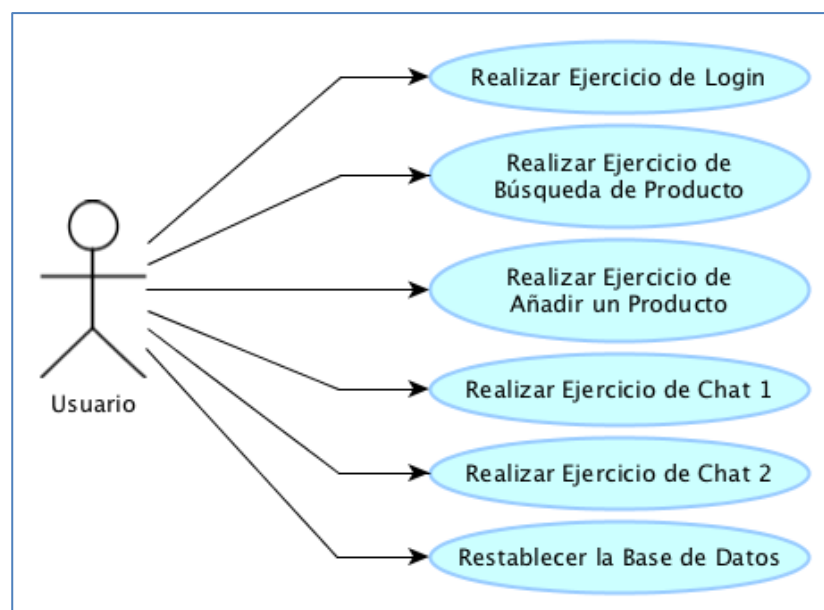 Realizar Ejercicio de Login
Realizar Ejercicio de
Búsqueda de Producto
Realizar Ejercicio de
Añadir un Producto
Usuario
Realizar Ejercicio de Chat 1
Realizar Ejercicio de Chat 2
Restablecer la Base de Datos